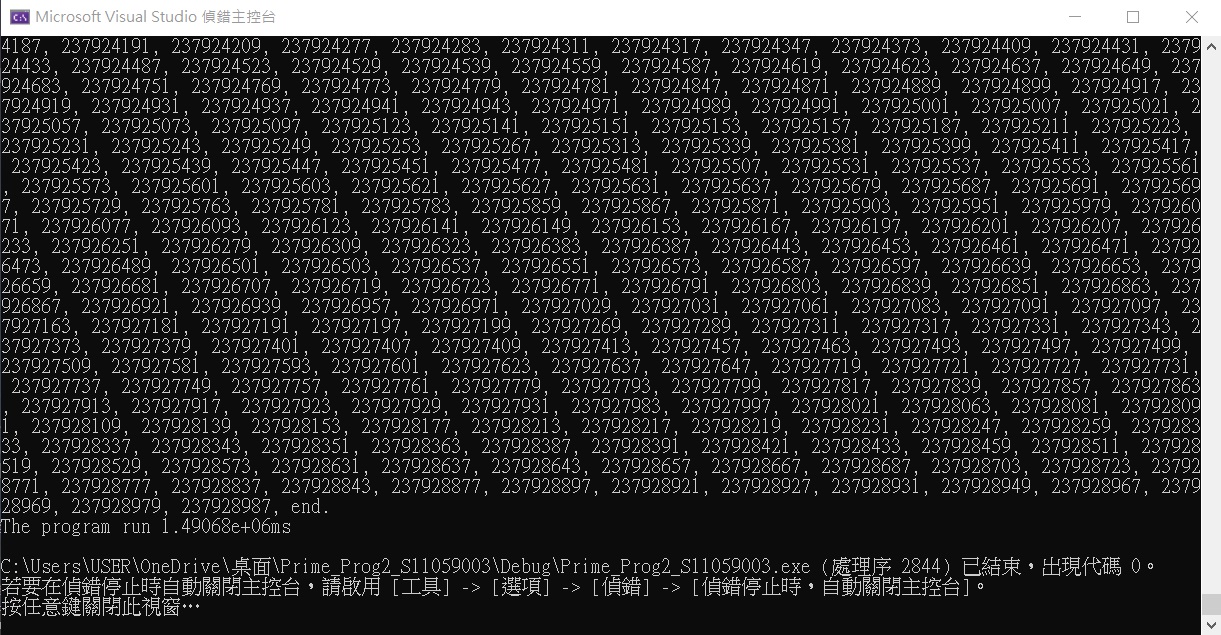 Microsoft Visual Studio 偵錯主控台
4187, 237924191, 237924209, 237924277, 237924283, 237924311, 237924317, 237924347, 237924373, 237924409, 237924431, 2379
24433, 237924487, 237924523, 237924529, 237924539, 237924559, 237924587, 237924619, 237924623, 237924637, 237924649, 237
924683, 237924751, 237924769, 237924773, 237924779, 237924781, 237924847, 237924871, 237924889, 237924899, 237924917, 23
7924919, 237924931, 237924937, 237924941, 237924943, 237924971, 237924989, 237924991, 237925001, 237925007, 237925021, 2
37925057, 237925073, 237925097, 237925123, 237925141, 237925151, 237925153, 237925157, 237925187, 237925211, 237925223,
237925231, 237925243, 237925249, 237925253, 237925267, 237925313, 237925339, 237925381, 237925399, 237925411, 237925417,
237925423, 237925439, 237925447, 237925451, 237925477, 237925481, 237925507, 237925531, 237925537, 237925553, 237925561
, 237925573, 237925601, 237925603, 237925621, 237925627, 237925631, 237925637, 237925679, 237925687, 237925691, 23792569
7, 237925729, 237925763, 237925781, 237925783, 237925859, 237925867, 237925871, 237925903, 237925951, 237925979, 2379260
71, 237926077, 237926093, 237926123, 237926141, 237926149, 237926153, 237926167, 237926197, 237926201, 237926207, 237926
233, 237926251, 237926279, 237926309, 237926323, 237926383, 237926387, 237926443, 237926453, 237926461, 237926471, 23792
6473, 237926489, 237926501, 237926503, 237926537, 237926551, 237926573, 237926587, 237926597, 237926639, 237926653, 2379
26659, 237926681, 237926707, 237926719, 237926723, 237926771, 237926791, 237926803, 237926839, 237926851, 237926863, 237
926867, 237926921, 237926939, 237926957, 237926971, 237927029, 237927031, 237927061, 237927083, 237927091, 237927097, 23
7927163, 237927181, 237927191, 237927197, 237927199, 237927269, 237927289, 237927311, 237927317, 237927331, 237927343, 2
37927373, 237927379, 237927401, 237927407, 237927409, 237927413, 237927457, 237927463, 237927493, 237927497, 237927499,
237927509, 237927581, 237927593, 237927601, 237927623, 237927637, 237927647, 237927719, 237927721, 237927727, 237927731,
237927737, 237927749, 237927757, 237927761, 237927779, 237927793, 237927799, 237927817, 237927839, 237927857, 237927863
, 237927913, 237927917, 237927923, 237927929, 237927931, 237927983, 237927997, 237928021, 237928063, 237928081, 23792809
1, 237928109, 237928139, 237928153, 237928177, 237928213, 237928217, 237928219, 237928231, 237928247, 237928259, 2379283
33, 237928337, 237928343, 237928351, 237928363, 237928387, 237928391, 237928421, 237928433, 237928459, 237928511, 237928
519, 237928529, 237928573, 237928631, 237928637, 237928643, 237928657, 237928667, 237928687, 237928703, 237928723, 23792
8771, 237928777, 237928837, 237928843, 237928877, 237928897, 237928921, 237928927, 237928931, 237928949, 237928967, 2379
28969, 237928979, 237928987, end.
The program run 1.49068e+06ms
C:\Users\USER\OneDrive\桌面\Prime_Prog2_S11059003\Debug\Prime_Prog2_S11059003.exe (處理序 2844) 已結束，出現代碼 0。
若要在偵錯停止時自動關閉主控台，請啟用 [工具] -> [選項] -> [偵錯] -> [偵錯停止時，自動關閉主控台]。
按任意鍵關閉此視窗…